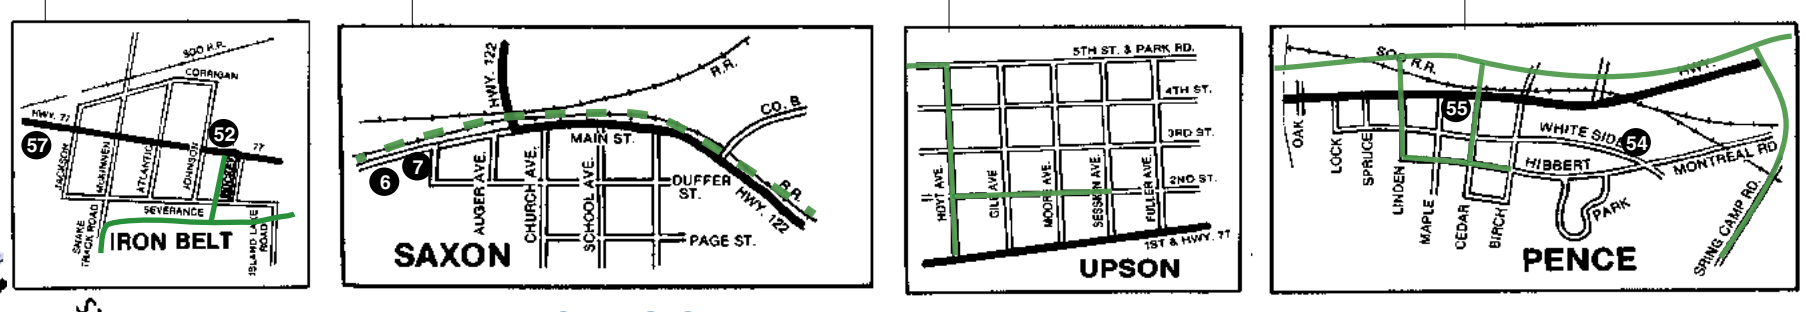 SOO R.R.
CORRIGAN
HWY. 77
57
52
77
JACKSON
MCKINNEN
ATLANTIC
JOHNSON
SEVERANCE
SNAKE
TRACK ROAD
IRON BELT
ISLAND LAKE
ROAD
HWY. 122
R.R.
CO. B
MAIN ST.
6
7
AUGER AVE.
CHURCH AVE.
SCHOOL AVE.
DUFFER
ST.
R.R.
HWY. 122
SAXON
PAGE ST.
5TH ST. & PARK RD.
4TH ST.
3RD ST.
2ND ST.
HOYT AVE.
GILE AVE.
MOORE AVE.
FULLER AVE.
1ST & HWY. 77
UPSON
SOO R.R.
HWY.
55
OAK
LOCK
SPRUCE
LINDEN
MAPLE
CEDAR
BIRCH
WHITE SIDE
54
HIBBERT
MONTREAL RD
PARK
SPRING CAMP RD.
PENCE
S.